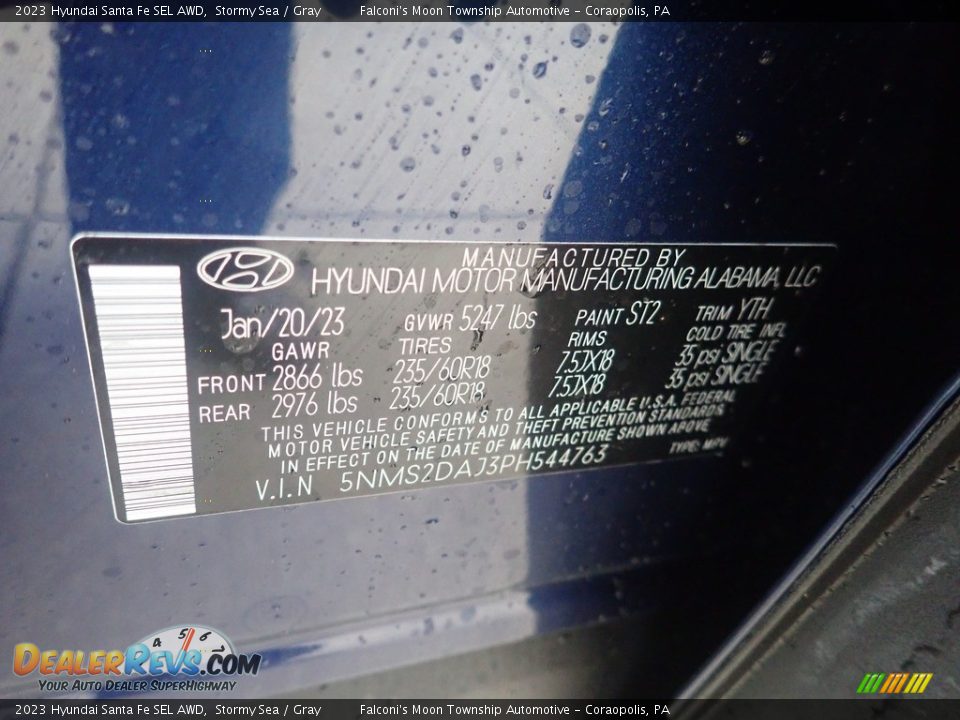 2023 Hyundai Santa Fe SEL AWD, Stormy Sea / Gray Falconi's Moon Township Automotive - Coraopolis, PA
MANUFACTURED BY
HYUNDAI MOTOR MANUFACTURING ALABAMA, LLC
Jan/20/23 GVWR 5247 lbs PAINT ST2 TRIM YTH
GAWR TIRES RIMS COLD TIRE INFL
FRONT 2866 lbs 235/60R18 7.5JX18 35 psi SINGLE
REAR 2976 lbs 235/60R18 7.5JX18 35 psi SINGLE
THIS VEHICLE CONFORMS TO ALL APPLICABLE U.S.A. FEDERAL
MOTOR VEHICLE SAFETY AND THEFT PREVENTION STANDARDS
IN EFFECT ON THE DATE OF MANUFACTURE SHOWN ABOVE
V.I.N 5NMS2DAJ3PH544763 TYPE: MPV
4 5 6
DEALERREVS.COM
YOUR AUTO DEALER SUPERHIGHWAY
2023 Hyundai Santa Fe SEL AWD, Stormy Sea / Gray Falconi's Moon Township Automotive - Coraopolis, PA